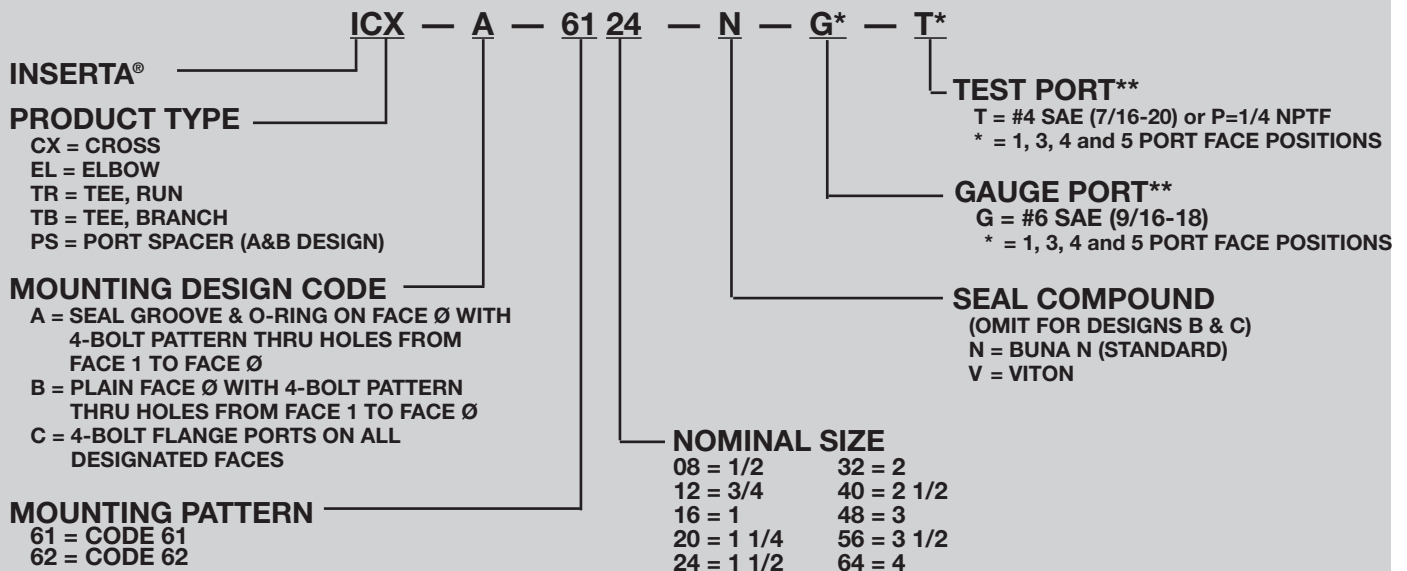 ICX — A — 61 24 — N — G* — T*
INSERTA®
PRODUCT TYPE
CX = CROSS
EL = ELBOW
TR = TEE, RUN
TB = TEE, BRANCH
PS = PORT SPACER (A&B DESIGN)
MOUNTING DESIGN CODE
A = SEAL GROOVE & O-RING ON FACE Ø WITH
4-BOLT PATTERN THRU HOLES FROM
FACE 1 TO FACE Ø
B = PLAIN FACE Ø WITH 4-BOLT PATTERN
THRU HOLES FROM FACE 1 TO FACE Ø
C = 4-BOLT FLANGE PORTS ON ALL
DESIGNATED FACES
MOUNTING PATTERN
61 = CODE 61
62 = CODE 62
NOMINAL SIZE
08 = 1/2 32 = 2
12 = 3/4 40 = 2 1/2
16 = 1 48 = 3
20 = 1 1/4 56 = 3 1/2
24 = 1 1/2 64 = 4
TEST PORT**
T = #4 SAE (7/16-20) or P=1/4 NPTF
* = 1, 3, 4 and 5 PORT FACE POSITIONS
GAUGE PORT**
G = #6 SAE (9/16-18)
* = 1, 3, 4 and 5 PORT FACE POSITIONS
SEAL COMPOUND
(OMIT FOR DESIGNS B & C)
N = BUNA N (STANDARD)
V = VITON